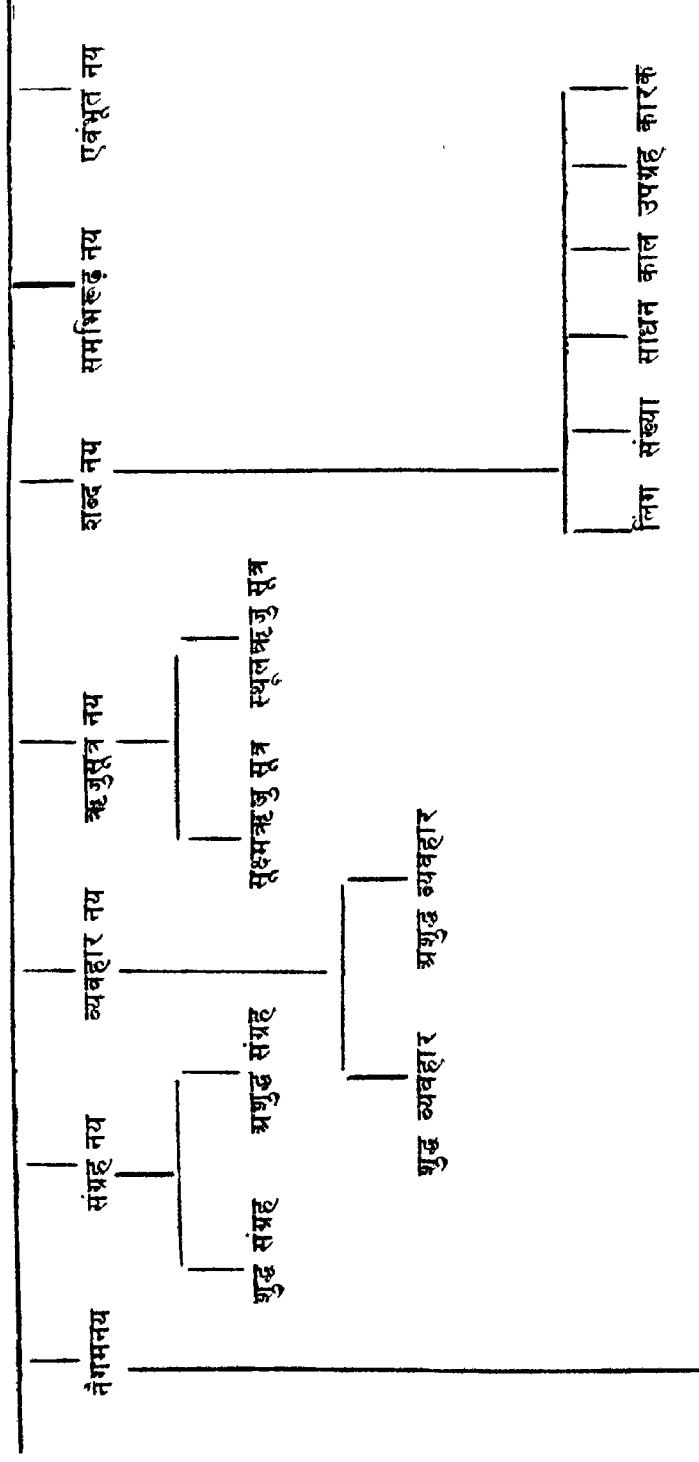 नैगमनय संग्रह नय व्यवहार नय ऋजुसूत्र नय शब्द नय समभिरूढ़ नय एवंभूत नय
शुद्ध संग्रह अशुद्ध संग्रह सूक्ष्मऋजु सूत्र स्थूलऋजु सूत्र
शुद्ध व्यवहार अशुद्ध व्यवहार
लिंग संख्या साधन काल उपग्रह कारक